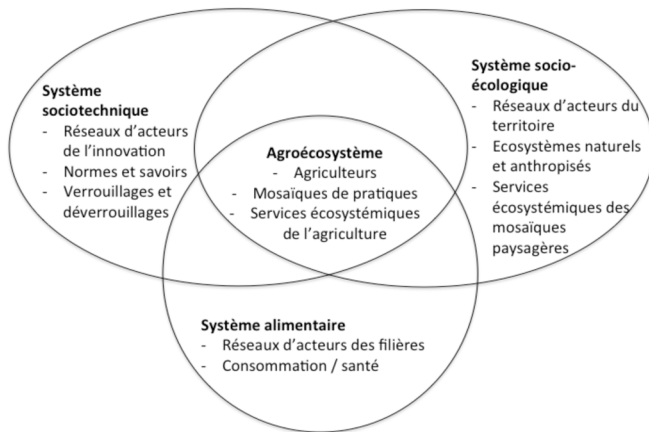 Système
sociotechnique
- Réseaux d'acteurs
de l'innovation
- Normes et savoirs
- Verrouillages et
déverrouillages
Système socio-
écologique
- Réseaux d'acteurs du
territoire
- Ecosystèmes naturels
et anthropisés
- Services
écosystémiques des
mosaïques
paysagères
Agroécosystème
- Agriculteurs
- Mosaïques de pratiques
- Services écosystémiques
de l'agriculture
Système alimentaire
- Réseaux d'acteurs des filières
- Consommation / santé